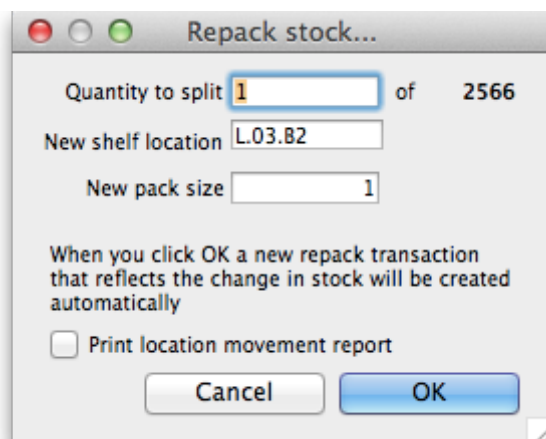 Repack stock...
Quantity to split 1 of 2566
New shelf location L.03.B2
New pack size 1
When you click OK a new repack transaction
that reflects the change in stock will be created
automatically
Print location movement report
Cancel OK